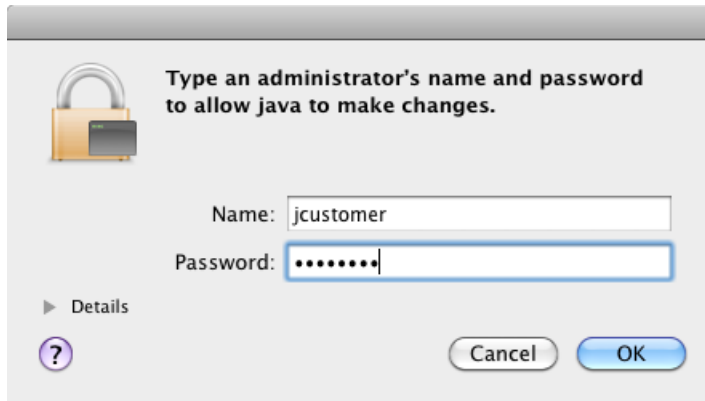 Type an administrator's name and password
to allow java to make changes.
Name: jcustomer
Password: ••••••••
Details
?
Cancel OK